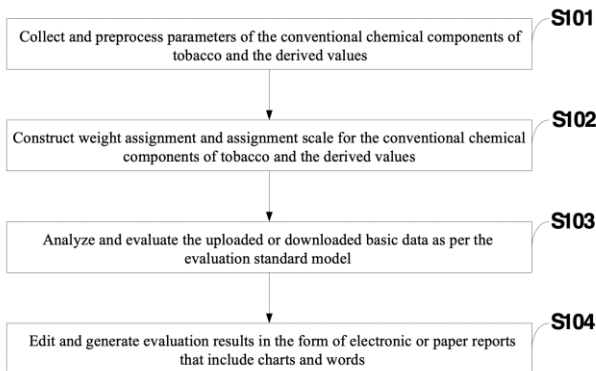 S101
Collect and preprocess parameters of the conventional chemical components of
tobacco and the derived values
S102
Construct weight assignment and assignment scale for the conventional chemical
components of tobacco and the derived values
S103
Analyze and evaluate the uploaded or downloaded basic data as per the
evaluation standard model
S104
Edit and generate evaluation results in the form of electronic or paper reports
that include charts and words